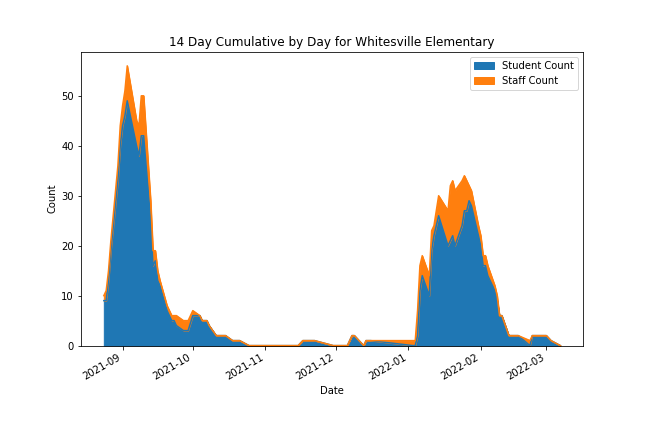 14 Day Cumulative by Day for Whitesville Elementary
Student Count
Staff Count
Count
50
40
30
20
10
0
2021-09
2021-10
2021-11
2021-12
2022-01
2022-02
2022-03
Date